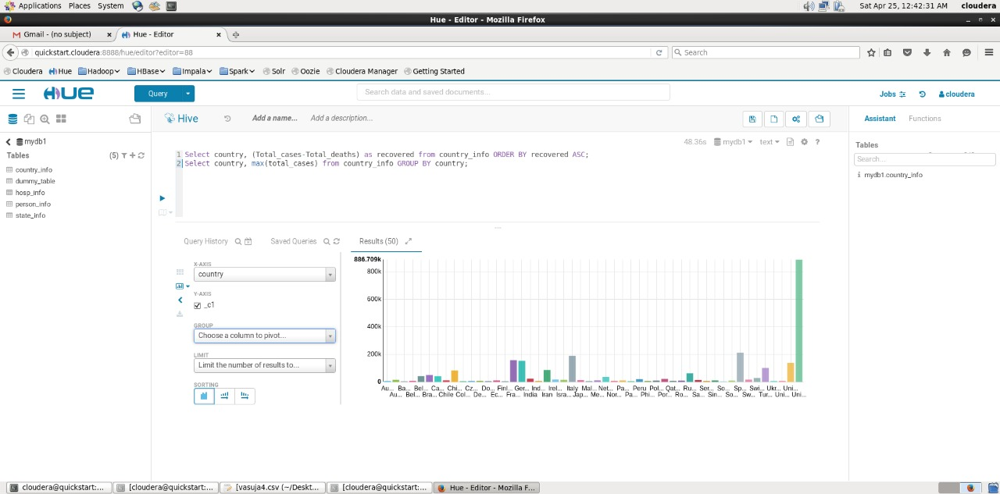 Applications Places System Sat Apr 25, 12:42:31 AM cloudera
Hue - Editor - Mozilla Firefox
Gmail - (no subject) × Hue - Editor ×
quickstart.cloudera:8888/hue/editor?editor=88 Search
Cloudera Hue Hadoop HBase Impala Spark Solr Oozie Cloudera Manager Getting Started
HUE Query Search data and saved documents... Jobs cloudera
Hive Add a name... Add a description... Assistant Functions
mydb1 48.36s mydb1 text ?
Tables (5) Tables
1 Select country, (Total_cases-Total_deaths) as recovered from country_info ORDER BY recovered ASC;
2 Select country, max(total_cases) from country_info GROUP BY country;
Search...
mydb1.country_info
country_info
dummy_table
hosp_info
person_info
state_info
Query History Saved Queries Results (50)
X-AXIS
country
Y-AXIS
_c1
GROUP
Choose a column to pivot...
LIMIT
Limit the number of results to...
SORTING
886.709k
800k
600k
400k
200k
0
Au... Ba... Bel... Ca... Chi... Cz... Do... Finl... Ger... Ind... Irel... Italy Mal... Net... Pa... Peru Pol... Qat... Ru... Ser... So... Sp... Swi... Ukr... Uni...
Au... Bel... Bra... Chile Col... De... Ec... Fra... India Iran Isra... Jap... Me... Nor... Pa... Phi... Por... Ro... Sa... Sin... So... Sw... Tur... Uni... Uni...
cloudera@quickstart:... [cloudera@quickstart:... [vasuja4.csv (~/Deskt... [cloudera@quickstart:... Hue - Editor - Mozilla F...